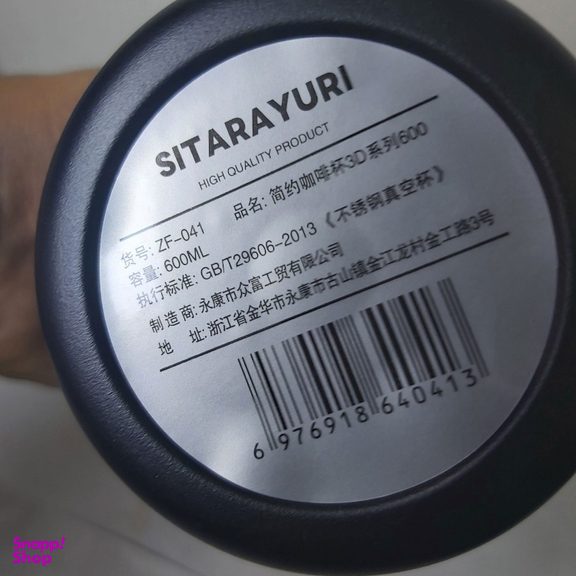 SITARAYURI
HIGH QUALITY PRODUCT
货号: ZF-041 品名: 简约咖啡杯3D系列600
容量: 600ML
执行标准: GB/T29606-2013《不锈钢真空杯》
制造商: 永康市众富工贸有限公司
地 址: 浙江省金华市永康市古山镇金江龙村金工路3号
6 976918 640413
Snapp!
Shop